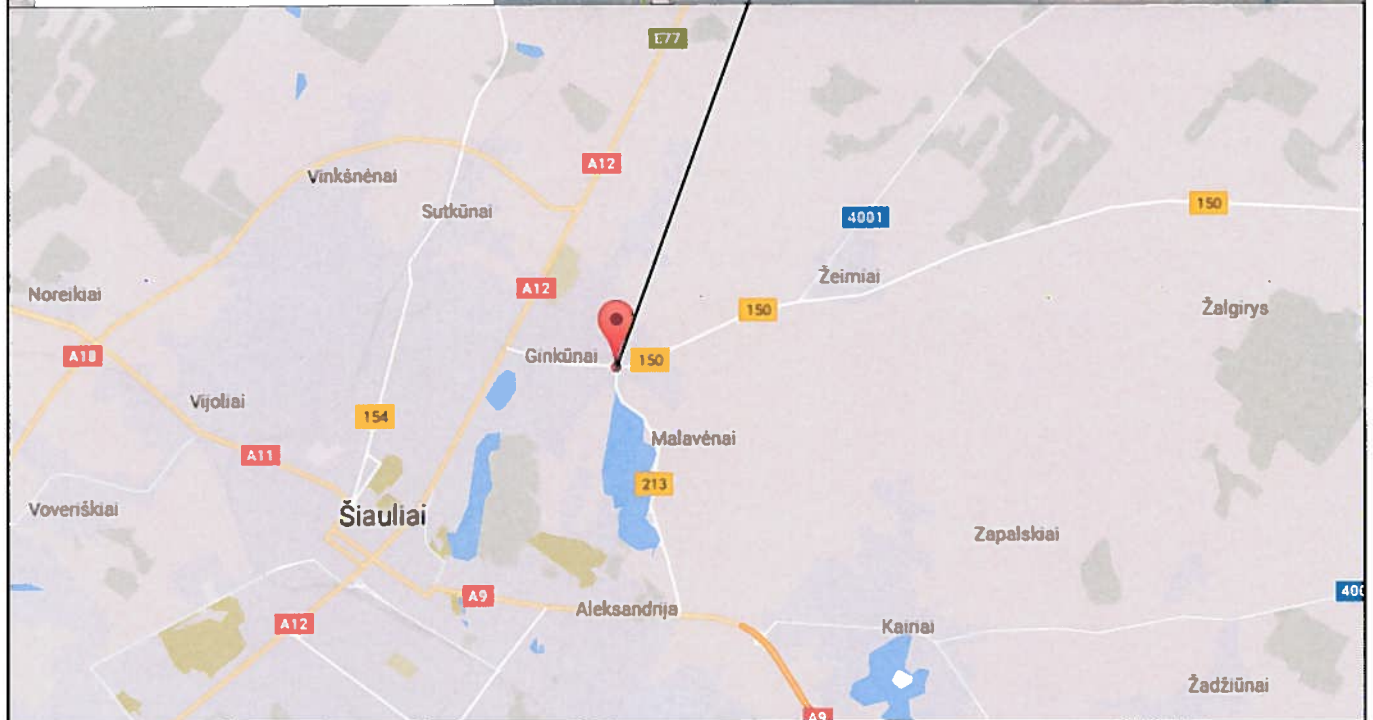 E77
A12
Vinkšnėnai
Sutkūnai
150
4001
Žeimiai
A12
Noreikiai
150
Žalgirys
A18
Ginkūnai
150
Vijoliai
154
Malavėnai
A11
213
Voveriškiai
Šiauliai
Zapalskiai
A9
Aleksandrija
A12
Kairiai
Žadžiūnai
A9